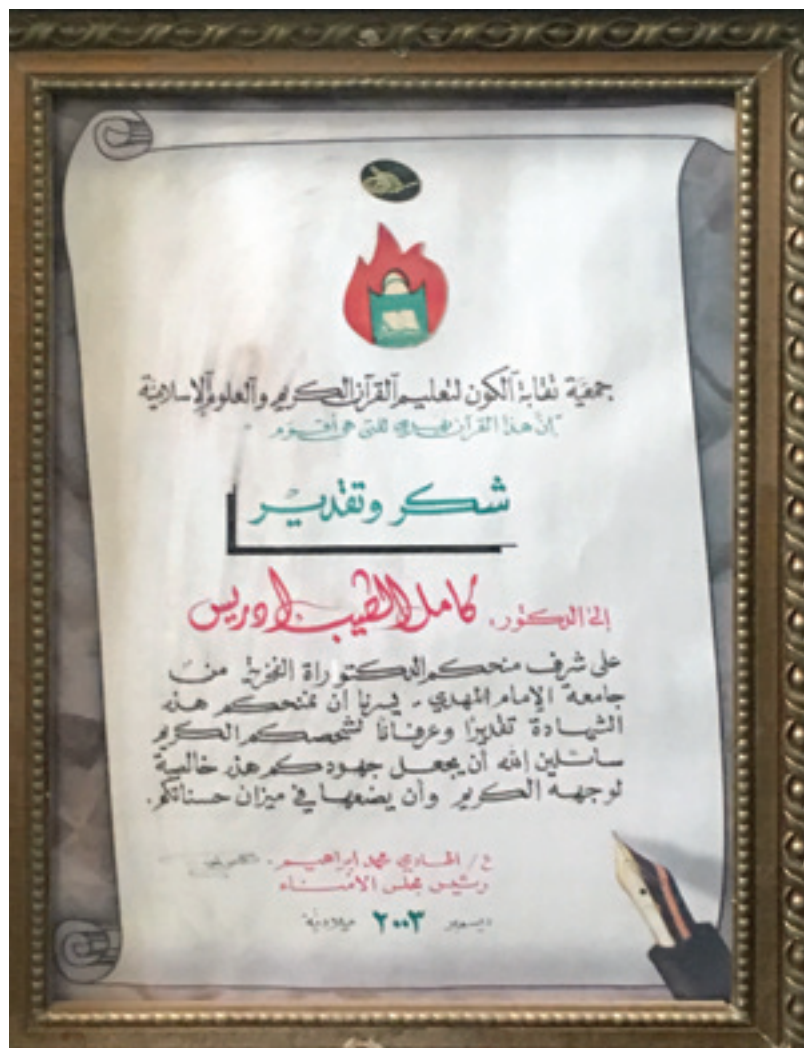 جمعية نقابة الكون لتعليم القرآن الكريم والعلوم الإسلامية
"إن هذا القرآن يهدي للتي هي أقوم"
شكر وتقدير
إلى الدكتور، كامل الطيب إدريس
على شرف منحكم الدكتوراة الفخرية من
جامعة الإمام المهدي - يسرنا أن نمنحكم هذه
الشهادة تقديرًا وعرفانًا لشخصكم الكريم
سائلين الله أن يجعل جهودكم هذه خالصة
لوجهه الكريم وأن يضعها في ميزان حسناتكم.
ع / الهادي محمد إبراهيم.
رئيس مجلس الأمناء
ديسمبر ٢٠٠٣ ميلادية